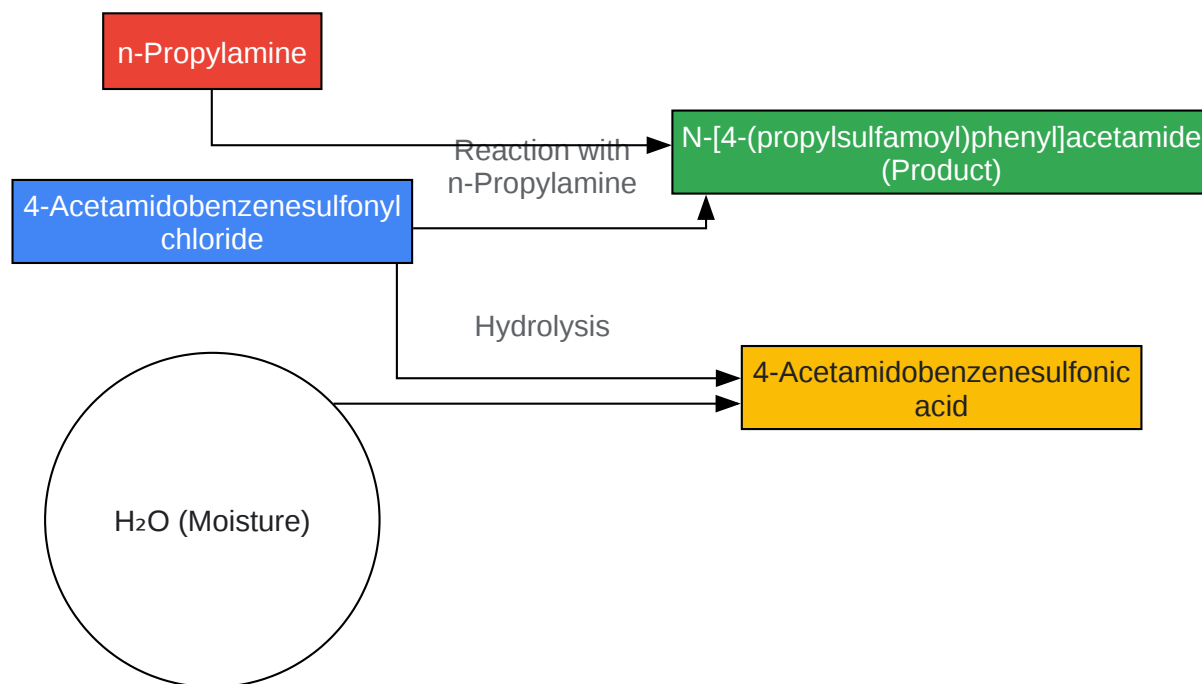 n-Propylamine
N-[4-(propylsulfamoyl)phenyl]acetamide
(Product)
Reaction with
n-Propylamine
4-Acetamidobenzenesulfonyl
chloride
Hydrolysis
4-Acetamidobenzenesulfonic
acid
H₂O (Moisture)